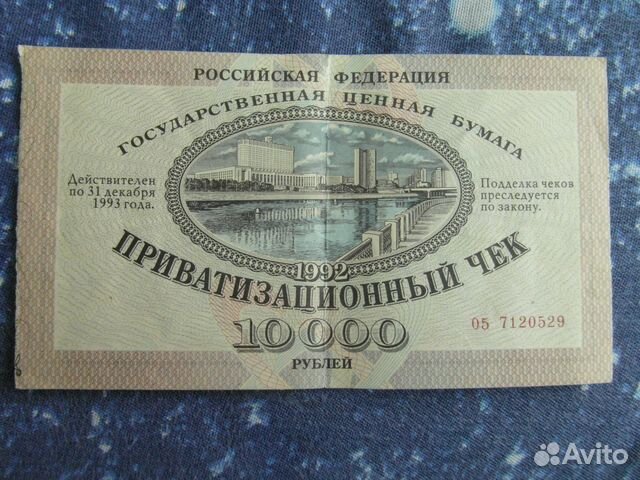 РОССИЙСКАЯ ФЕДЕРАЦИЯ
ГОСУДАРСТВЕННАЯ ЦЕННАЯ БУМАГА
Действителен
по 31 декабря
1993 года.
Подделка чеков
преследуется
по закону.
1992
ПРИВАТИЗАЦИОННЫЙ ЧЕК
10000
05 7120529
РУБЛЕЙ
Avito